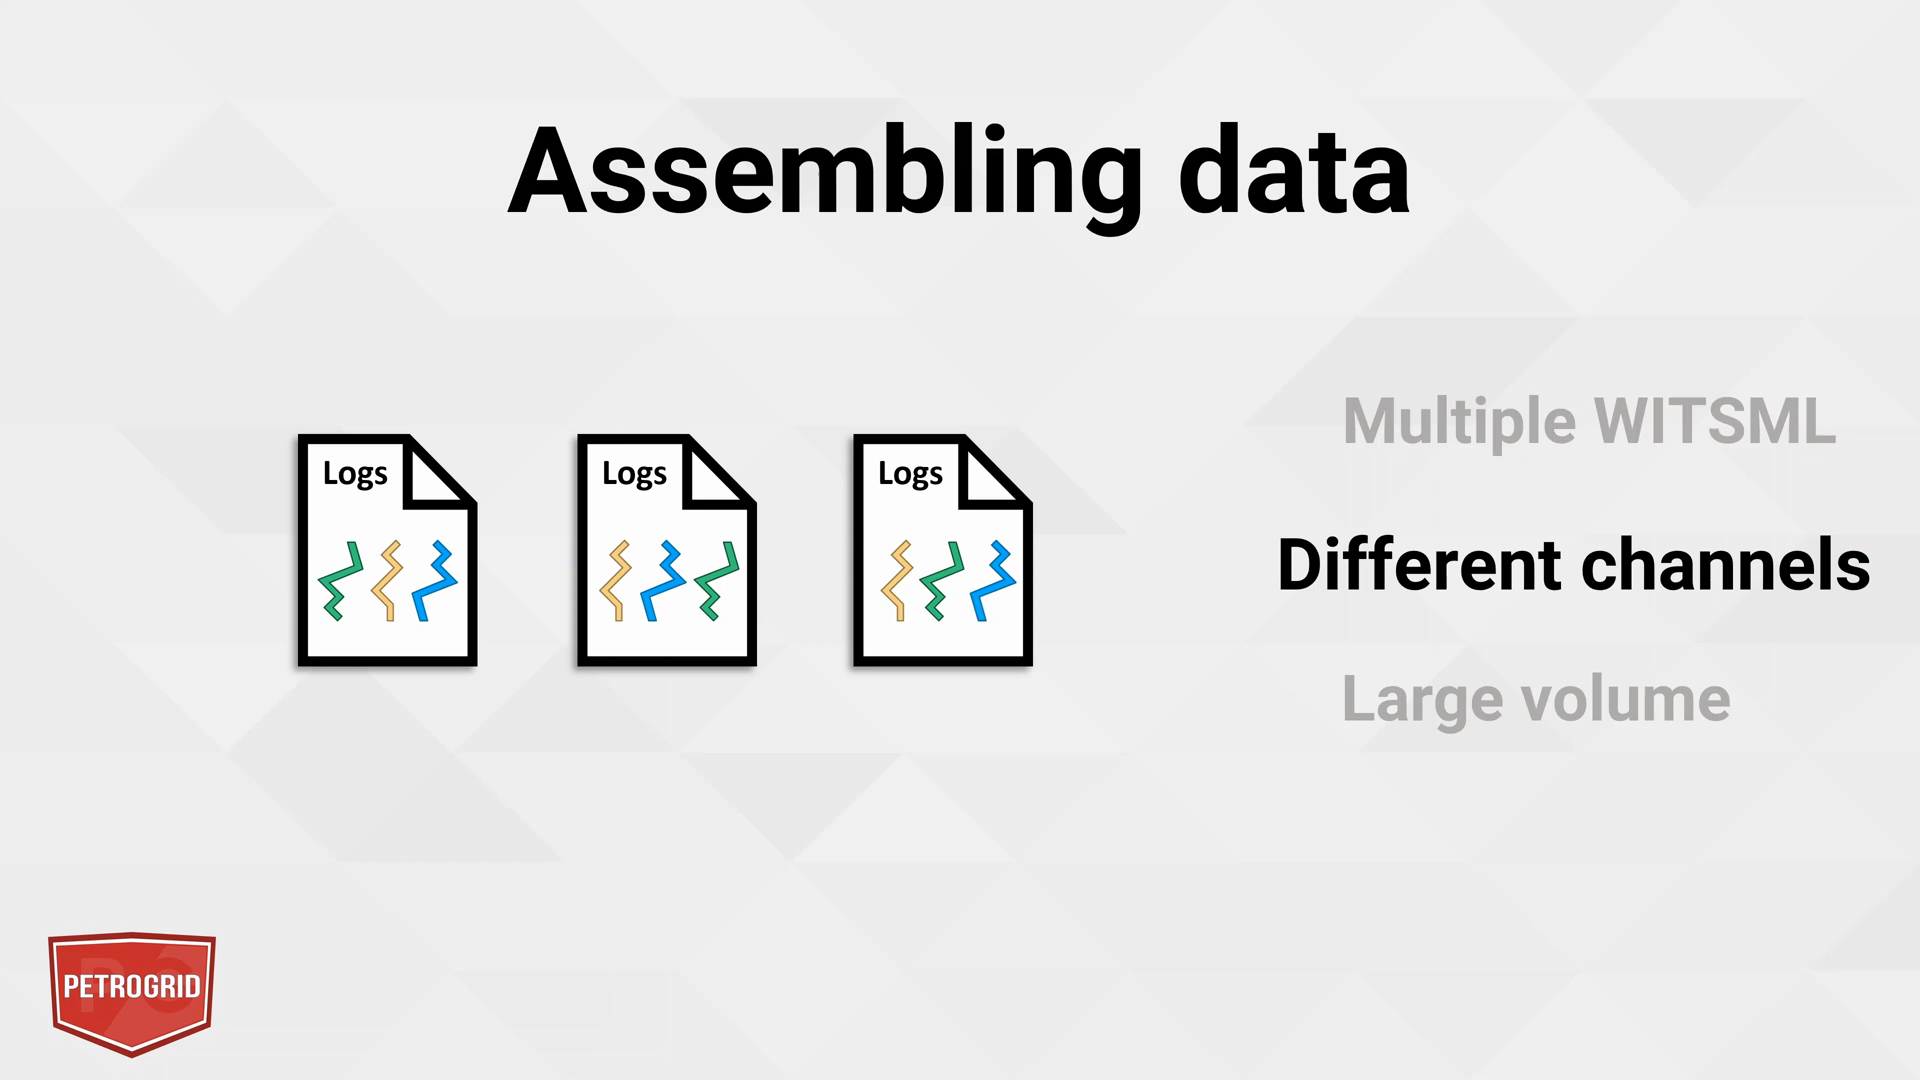 Assembling data
Logs
Logs
Logs
Multiple WITSML
Different channels
Large volume
PETROGRID